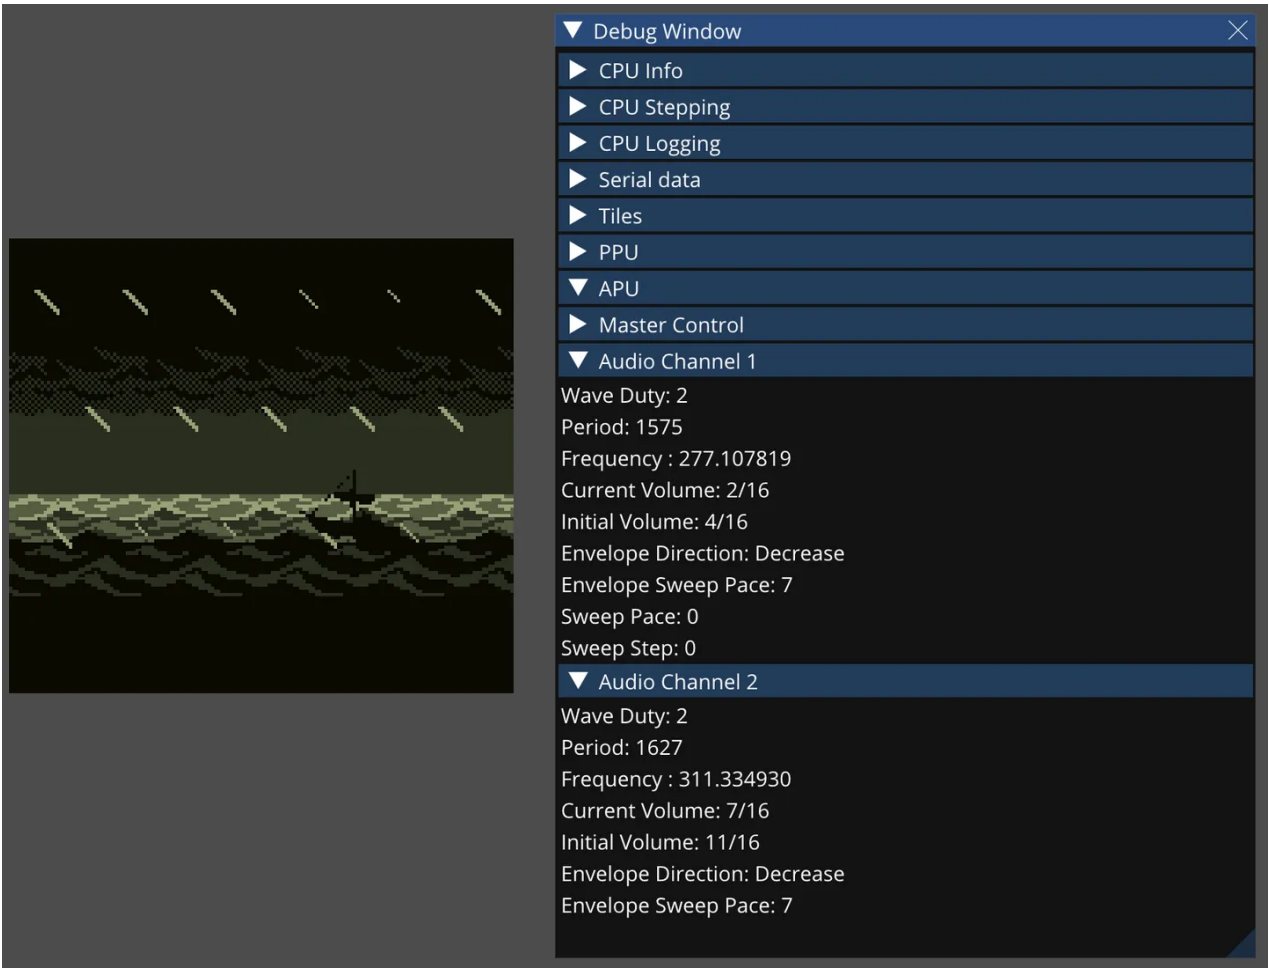 Debug Window
CPU Info
CPU Stepping
CPU Logging
Serial data
Tiles
PPU
APU
Master Control
Audio Channel 1
Wave Duty: 2
Period: 1575
Frequency : 277.107819
Current Volume: 2/16
Initial Volume: 4/16
Envelope Direction: Decrease
Envelope Sweep Pace: 7
Sweep Pace: 0
Sweep Step: 0
Audio Channel 2
Wave Duty: 2
Period: 1627
Frequency : 311.334930
Current Volume: 7/16
Initial Volume: 11/16
Envelope Direction: Decrease
Envelope Sweep Pace: 7